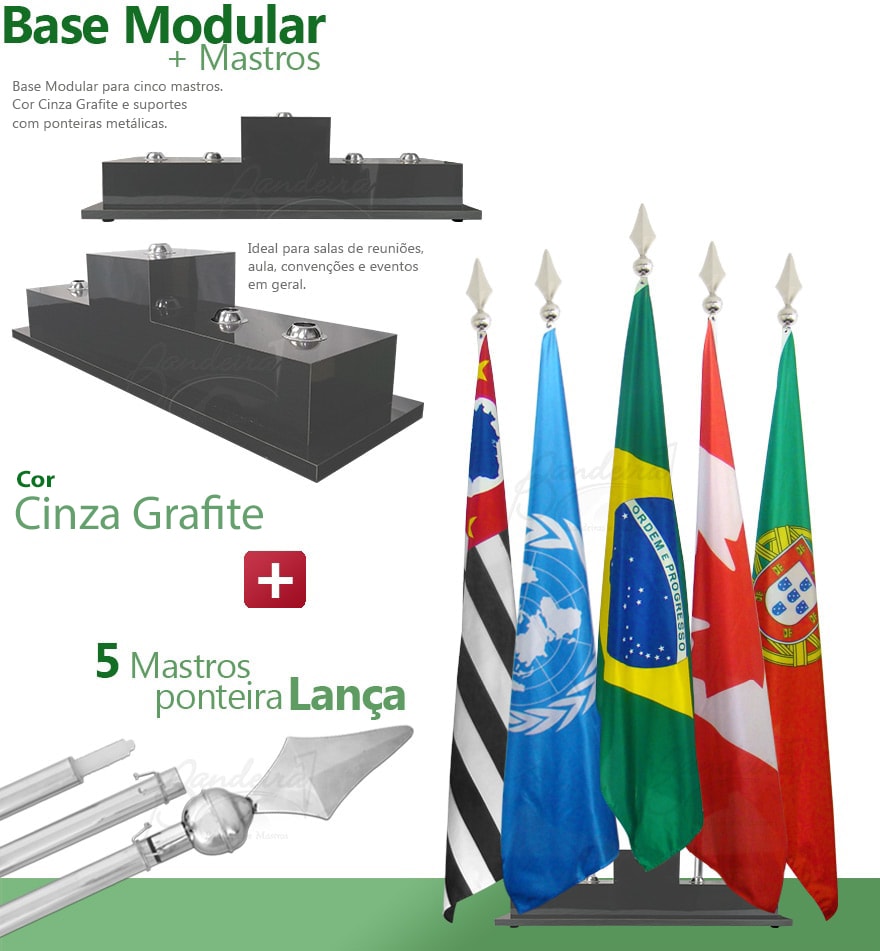 Base Modular
+ Mastros
Base Modular para cinco mastros.
Cor Cinza Grafite e suportes
com ponteiras metálicas.
Ideal para salas de reuniões,
aula, convenções e eventos
em geral.
Cor
Cinza Grafite
+
5 Mastros
ponteira Lança
ORDEM E PROGRESSO
Bandeira1